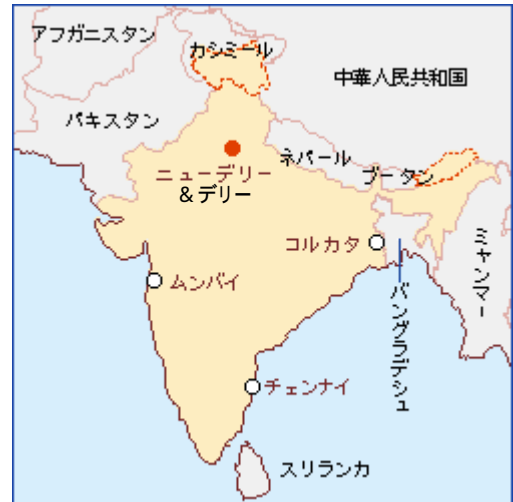 アフガニスタン
カシミール
中華人民共和国
パキスタン
ネパール
ニューデリー
＆デリー
ブータン
コルカタ
ミャンマー
ムンバイ
バングラデシュ
チェンナイ
スリランカ